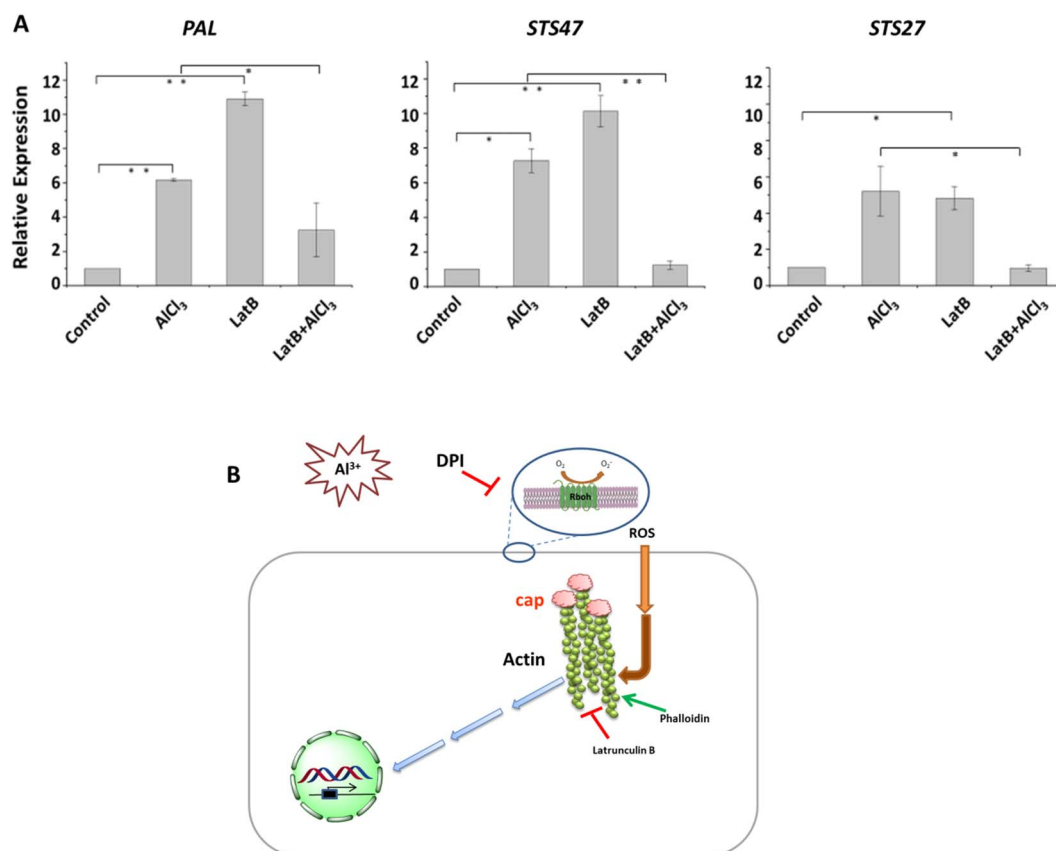 A
PAL
STS47
STS27
Relative Expression
12
10
8
6
4
2
0
* *
* *
*
Control
AlCl₃
LatB
LatB+AlCl₃
12
10
8
6
4
2
0
*
* *
* *
Control
AlCl₃
LatB
LatB+AlCl₃
12
10
8
6
4
2
0
*
*
Control
AlCl₃
LatB
LatB+AlCl₃
B
Al³⁺
DPI
O₂
O₂⁻
Rboh
ROS
cap
Actin
Phalloidin
Latrunculin B